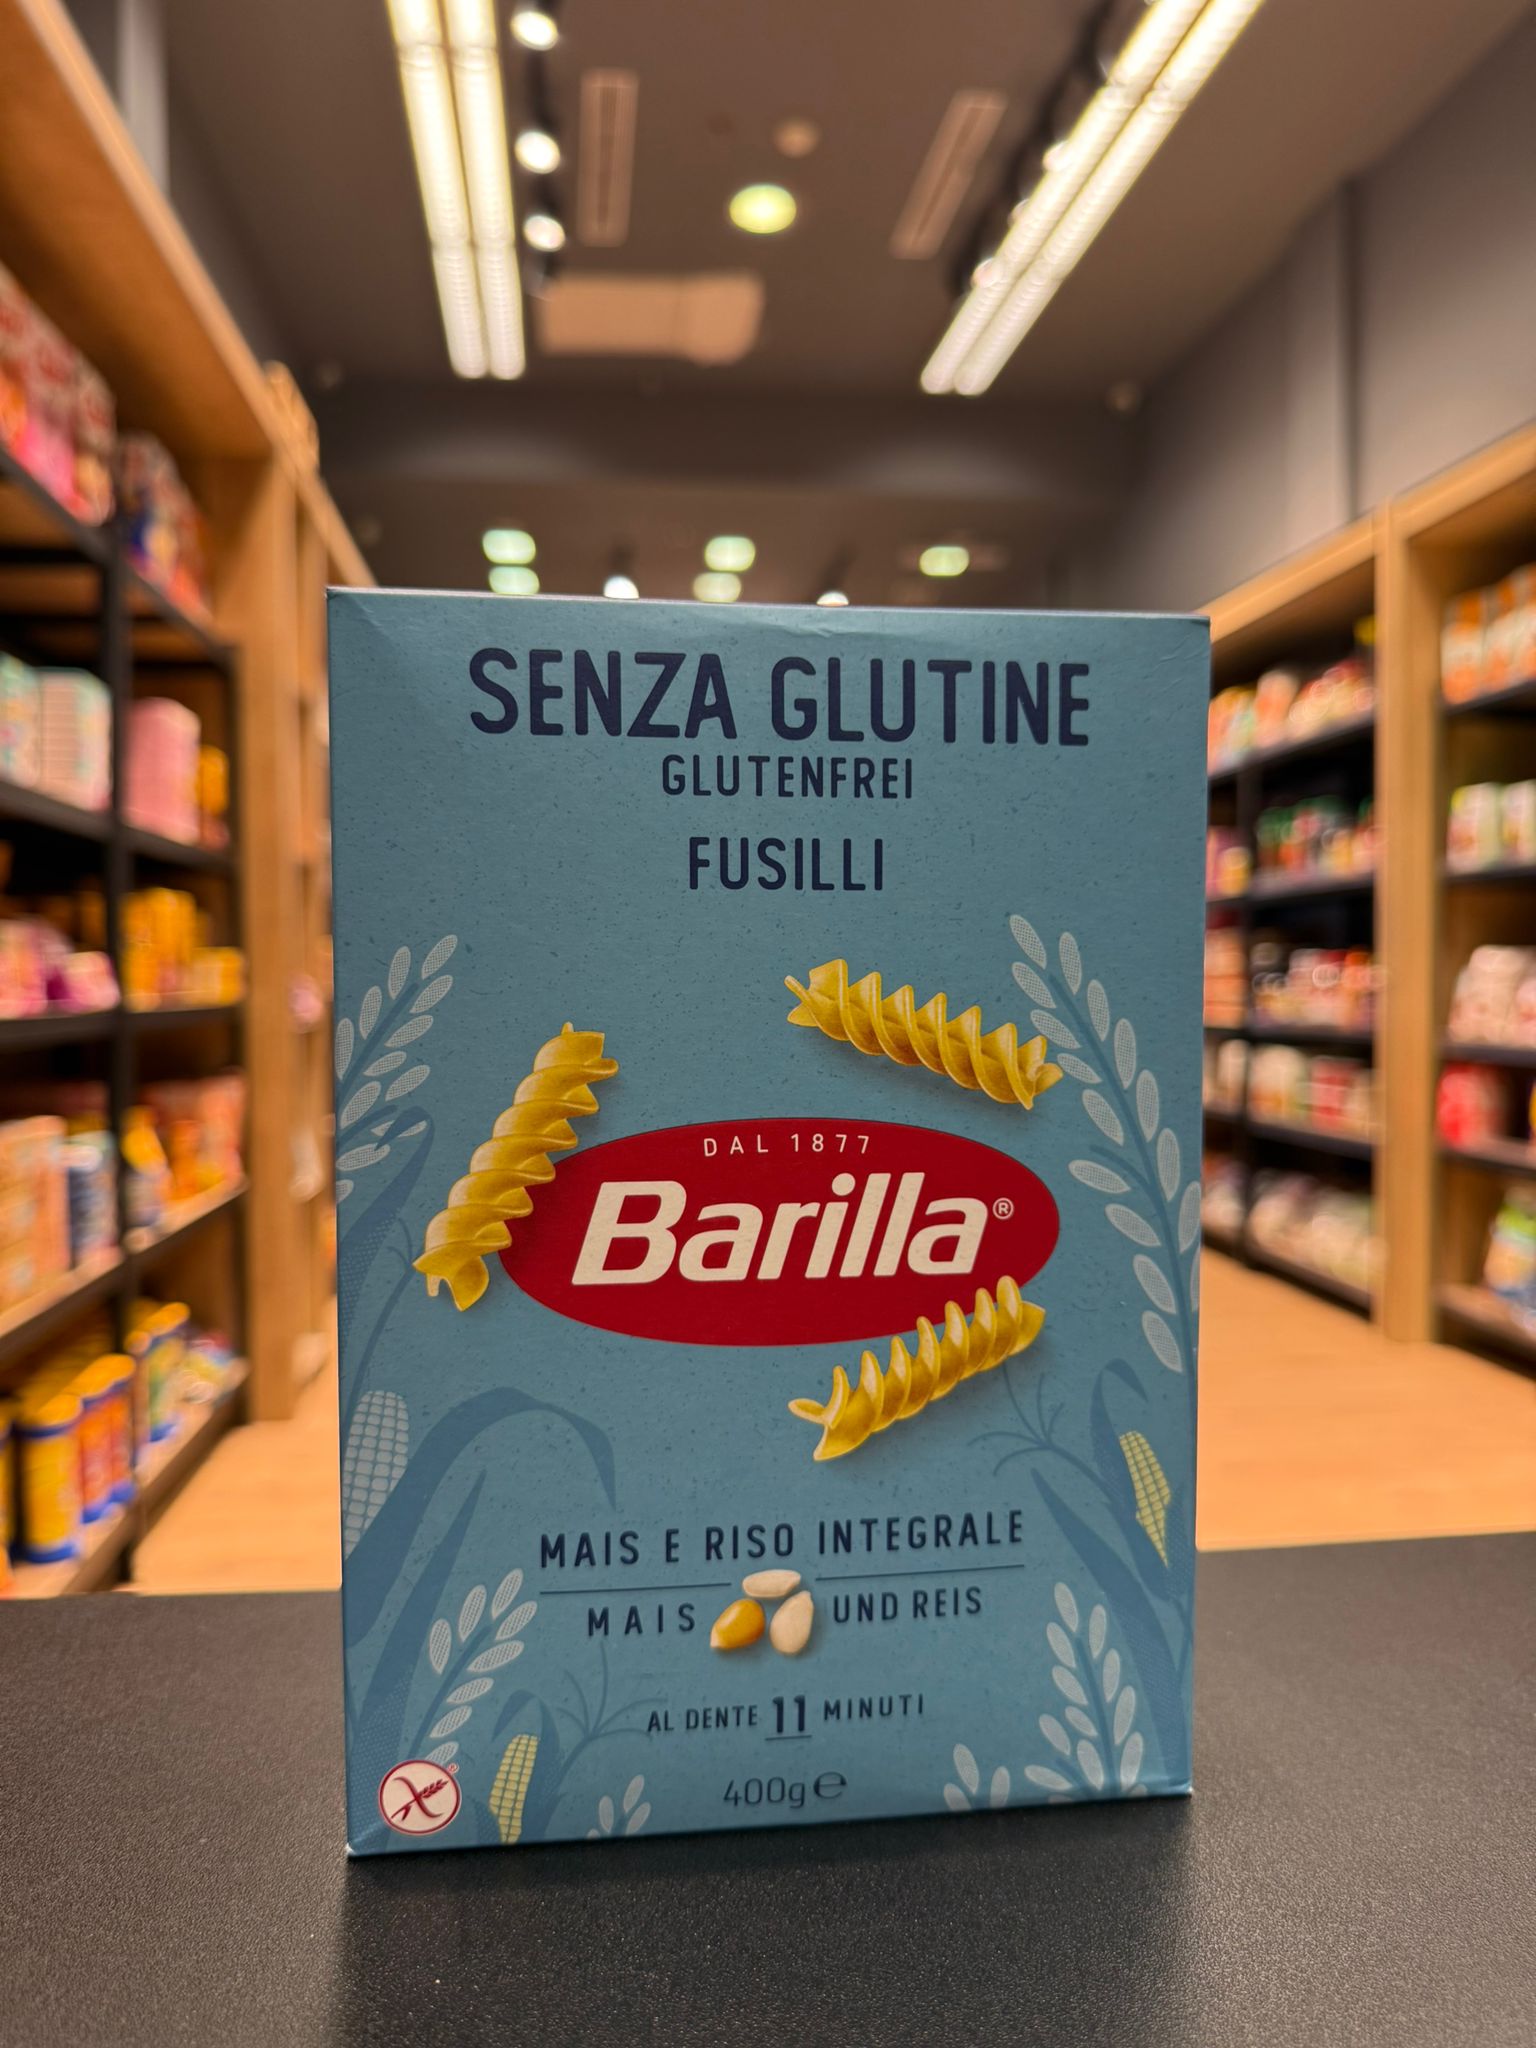 SENZA GLUTINE
GLUTENFREI
FUSILLI
DAL 1877
Barilla®
MAIS E RISO INTEGRALE
MAIS UND REIS
AL DENTE 11 MINUTI
400g ℮